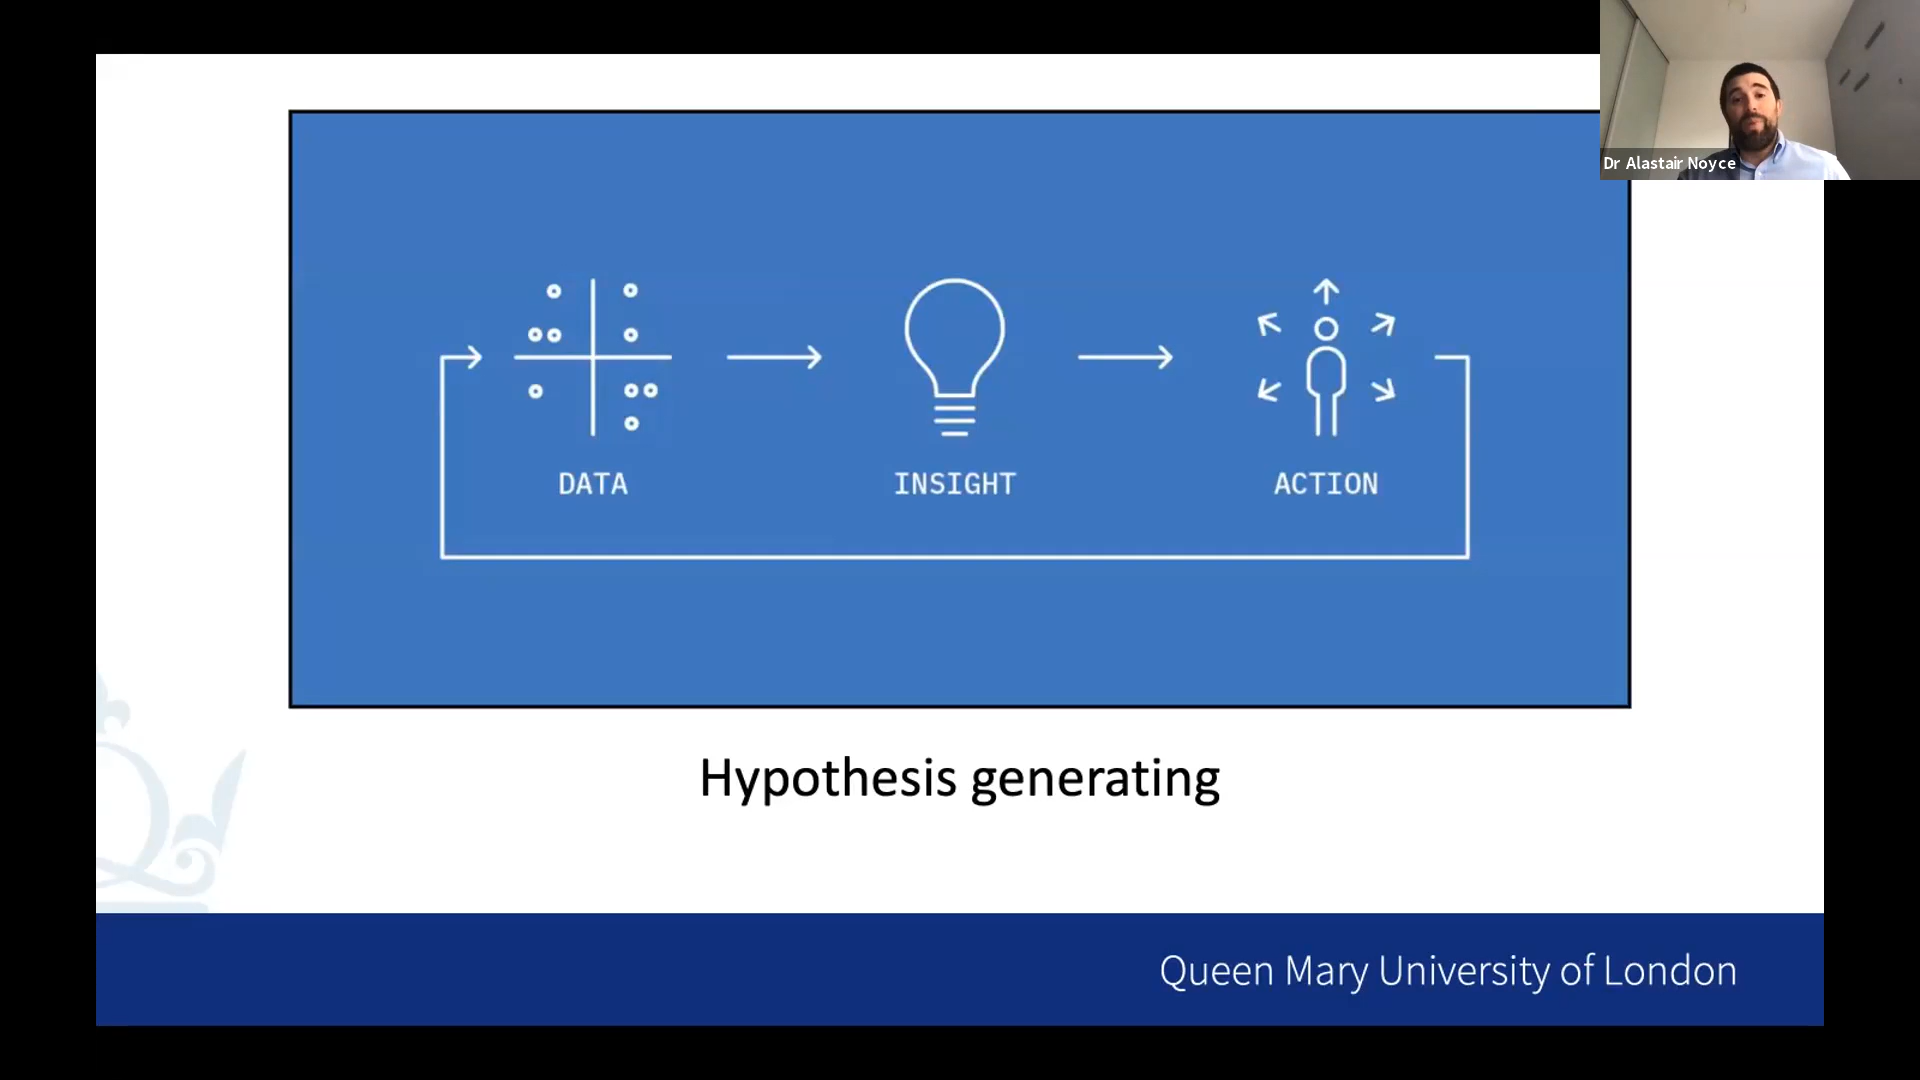 Dr Alastair Noyce
DATA
INSIGHT
ACTION
Hypothesis generating
Queen Mary University of London